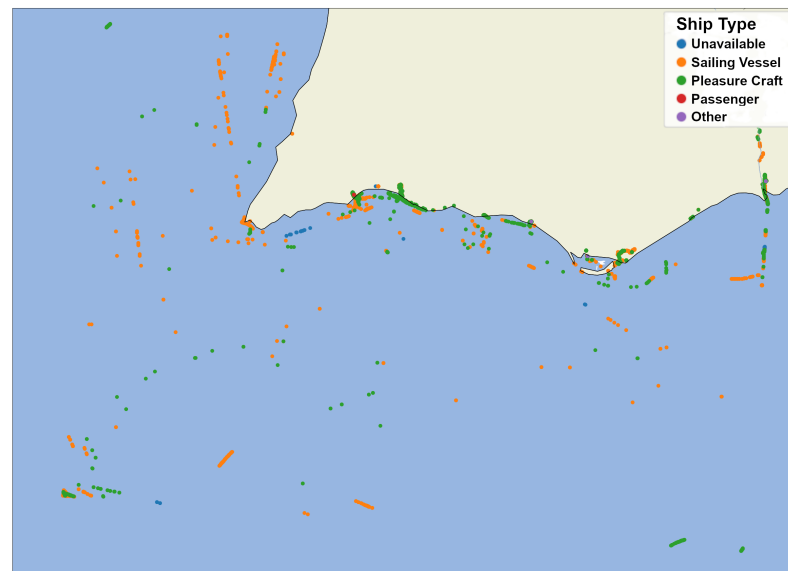 Ship Type
Unavailable
Sailing Vessel
Pleasure Craft
Passenger
Other